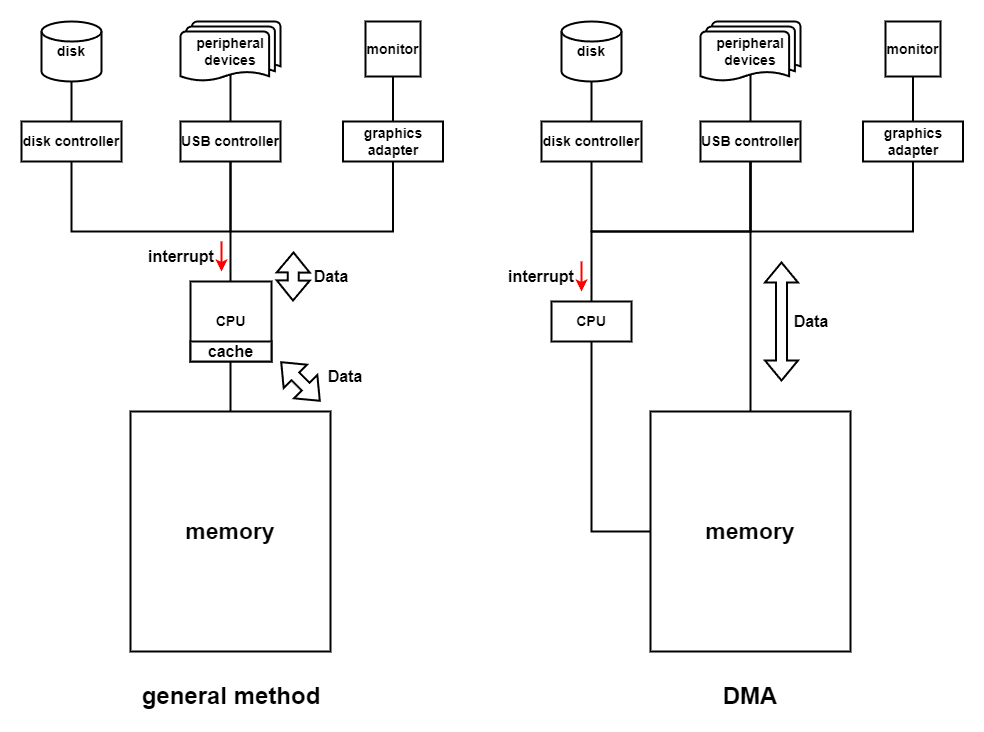 disk
peripheral
devices
monitor
disk controller
USB controller
graphics
adapter
interrupt
Data
CPU
cache
Data
memory
general method
disk
peripheral
devices
monitor
disk controller
USB controller
graphics
adapter
interrupt
CPU
Data
memory
DMA